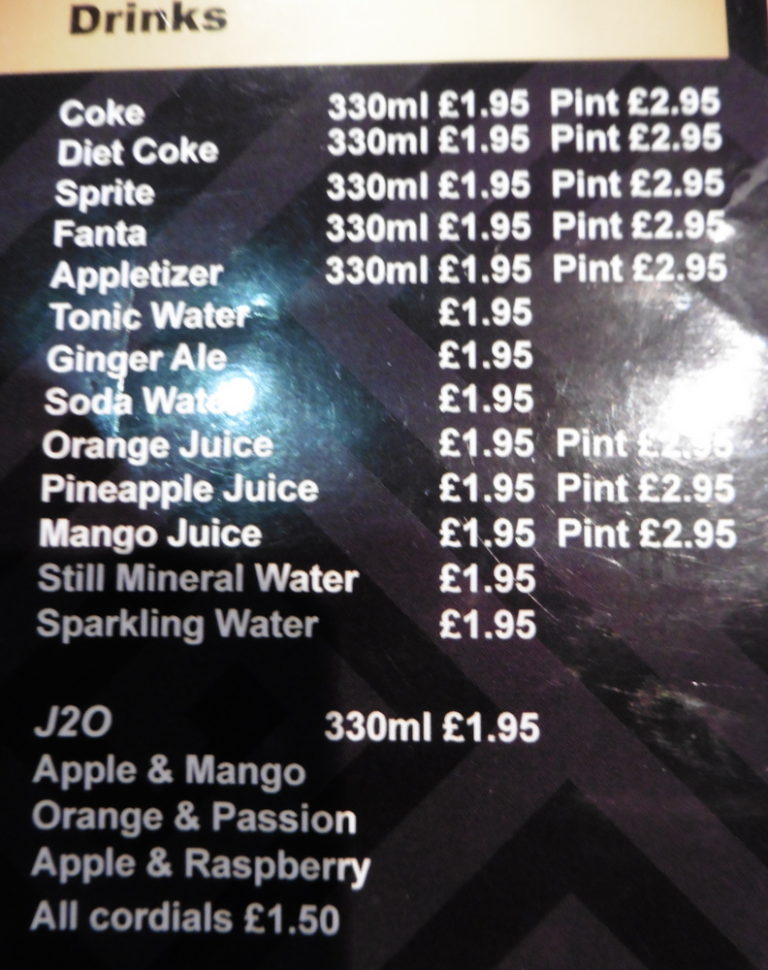 Drinks
Coke 330ml £1.95 Pint £2.95
Diet Coke 330ml £1.95 Pint £2.95
Sprite 330ml £1.95 Pint £2.95
Fanta 330ml £1.95 Pint £2.95
Appletizer 330ml £1.95 Pint £2.95
Tonic Water £1.95
Ginger Ale £1.95
Soda Water £1.95
Orange Juice £1.95 Pint £2.95
Pineapple Juice £1.95 Pint £2.95
Mango Juice £1.95 Pint £2.95
Still Mineral Water £1.95
Sparkling Water £1.95
J2O 330ml £1.95
Apple & Mango
Orange & Passion
Apple & Raspberry
All cordials £1.50